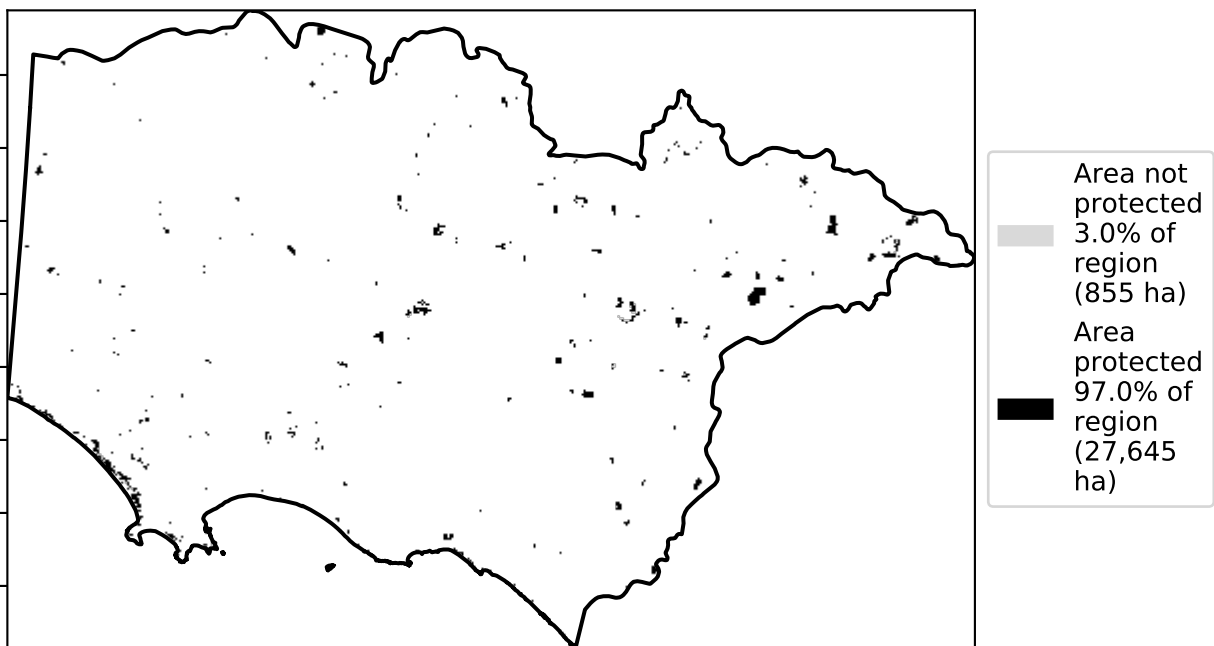 Area not
protected
3.0% of
region
(855 ha)
Area
protected
97.0% of
region
(27,645
ha)